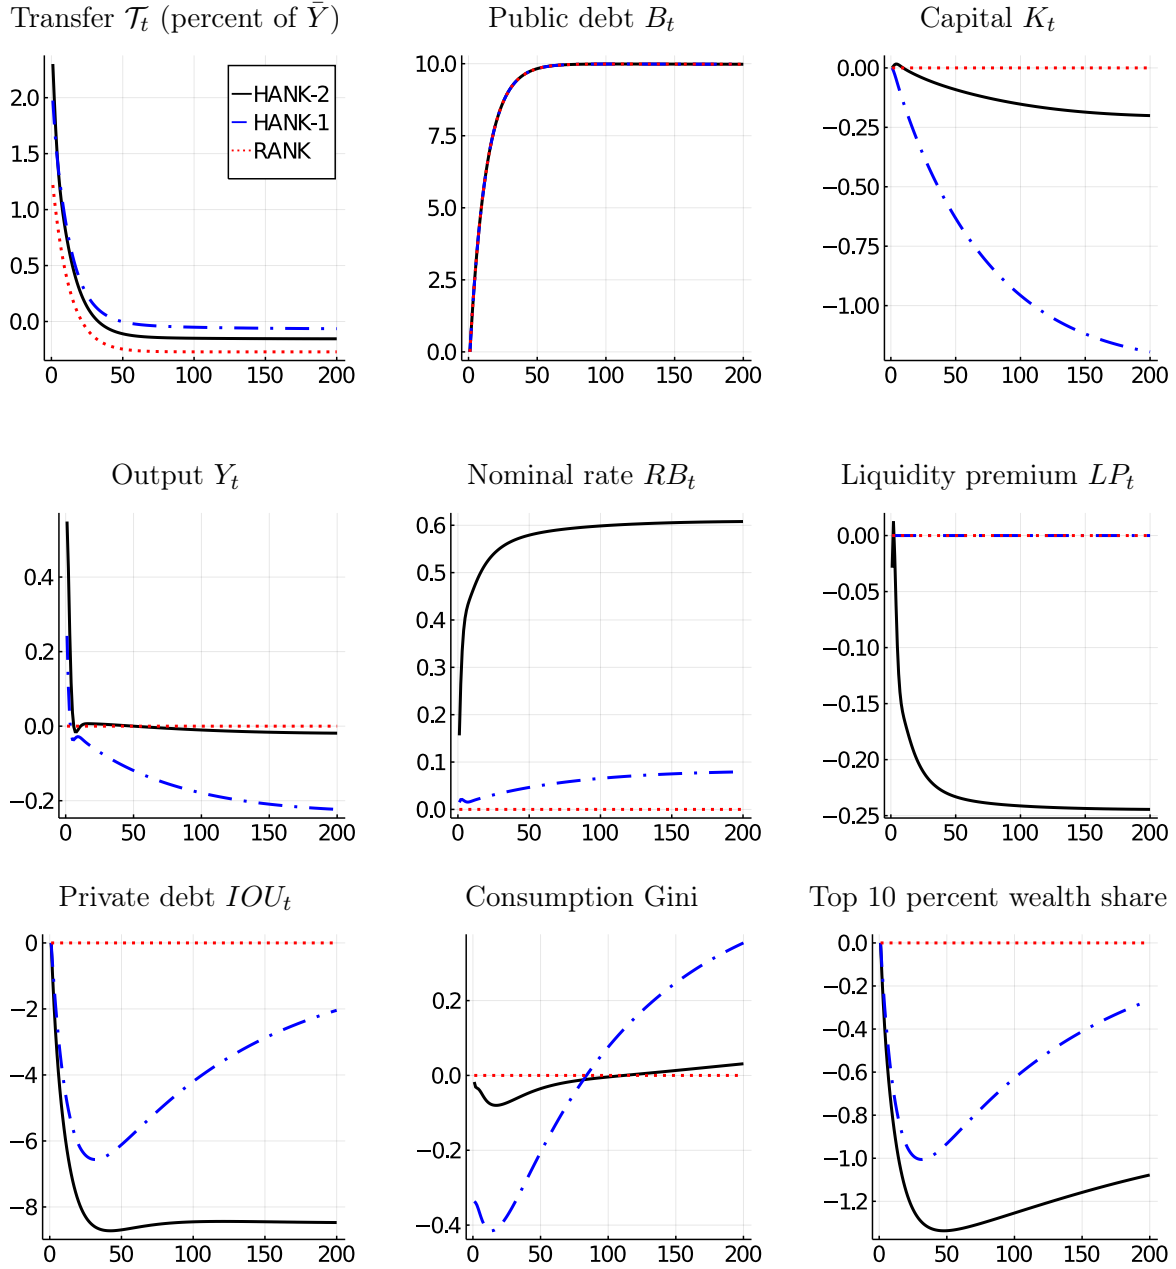 Transfer 𝒯ₜ (percent of Ȳ)
2.0
1.5
1.0
0.5
0.0
0 50 100 150 200
HANK-2
HANK-1
RANK
Public debt Bₜ
10.0
7.5
5.0
2.5
0.0
0 50 100 150 200
Capital Kₜ
0.00
−0.25
−0.50
−0.75
−1.00
0 50 100 150 200
Output Yₜ
0.4
0.2
0.0
−0.2
0 50 100 150 200
Nominal rate RBₜ
0.6
0.5
0.4
0.3
0.2
0.1
0.0
0 50 100 150 200
Liquidity premium LPₜ
0.00
−0.05
−0.10
−0.15
−0.20
−0.25
0 50 100 150 200
Private debt IOUₜ
0
−2
−4
−6
−8
0 50 100 150 200
Consumption Gini
0.2
0.0
−0.2
−0.4
0 50 100 150 200
Top 10 percent wealth share
0.0
−0.2
−0.4
−0.6
−0.8
−1.0
−1.2
0 50 100 150 200